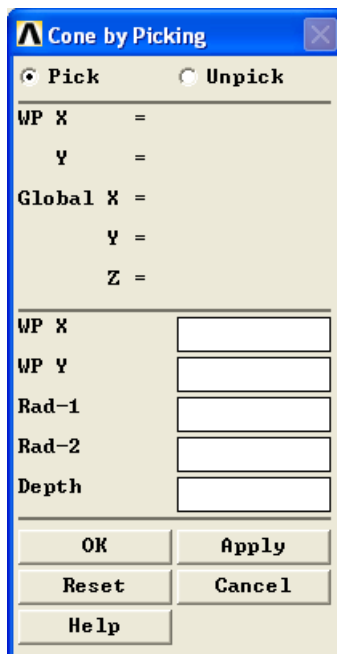 Cone by Picking
Pick Unpick
WP X =
Y =
Global X =
Y =
Z =
WP X
WP Y
Rad-1
Rad-2
Depth
OK Apply
Reset Cancel
Help